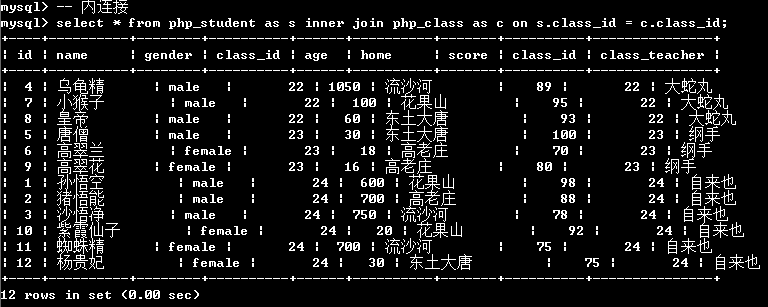 mysql> -- 内连接
mysql> select * from php_student as s inner join php_class as c on s.class_id = c.class_id;
+----+----------+--------+----------+------+----------+-------+----------+---------------+
| id | name | gender | class_id | age | home | score | class_id | class_teacher |
+----+----------+--------+----------+------+----------+-------+----------+---------------+
| 4 | 乌龟精 | male | 22 | 1050 | 流沙河 | 89 | 22 | 大蛇丸 |
| 7 | 小猴子 | male | 22 | 100 | 花果山 | 95 | 22 | 大蛇丸 |
| 8 | 皇帝 | male | 22 | 60 | 东土大唐 | 93 | 22 | 大蛇丸 |
| 5 | 唐僧 | male | 23 | 30 | 东土大唐 | 100 | 23 | 纲手 |
| 6 | 高翠兰 | female | 23 | 18 | 高老庄 | 70 | 23 | 纲手 |
| 9 | 高翠花 | female | 23 | 16 | 高老庄 | 80 | 23 | 纲手 |
| 1 | 孙悟空 | male | 24 | 600 | 花果山 | 98 | 24 | 自来也 |
| 2 | 猪悟能 | male | 24 | 700 | 高老庄 | 88 | 24 | 自来也 |
| 3 | 沙悟净 | male | 24 | 750 | 流沙河 | 78 | 24 | 自来也 |
| 10 | 紫霞仙子 | female | 24 | 20 | 花果山 | 92 | 24 | 自来也 |
| 11 | 蜘蛛精 | female | 24 | 700 | 流沙河 | 75 | 24 | 自来也 |
| 12 | 杨贵妃 | female | 24 | 30 | 东土大唐 | 75 | 24 | 自来也 |
+----+----------+--------+----------+------+----------+-------+----------+---------------+
12 rows in set (0.00 sec)